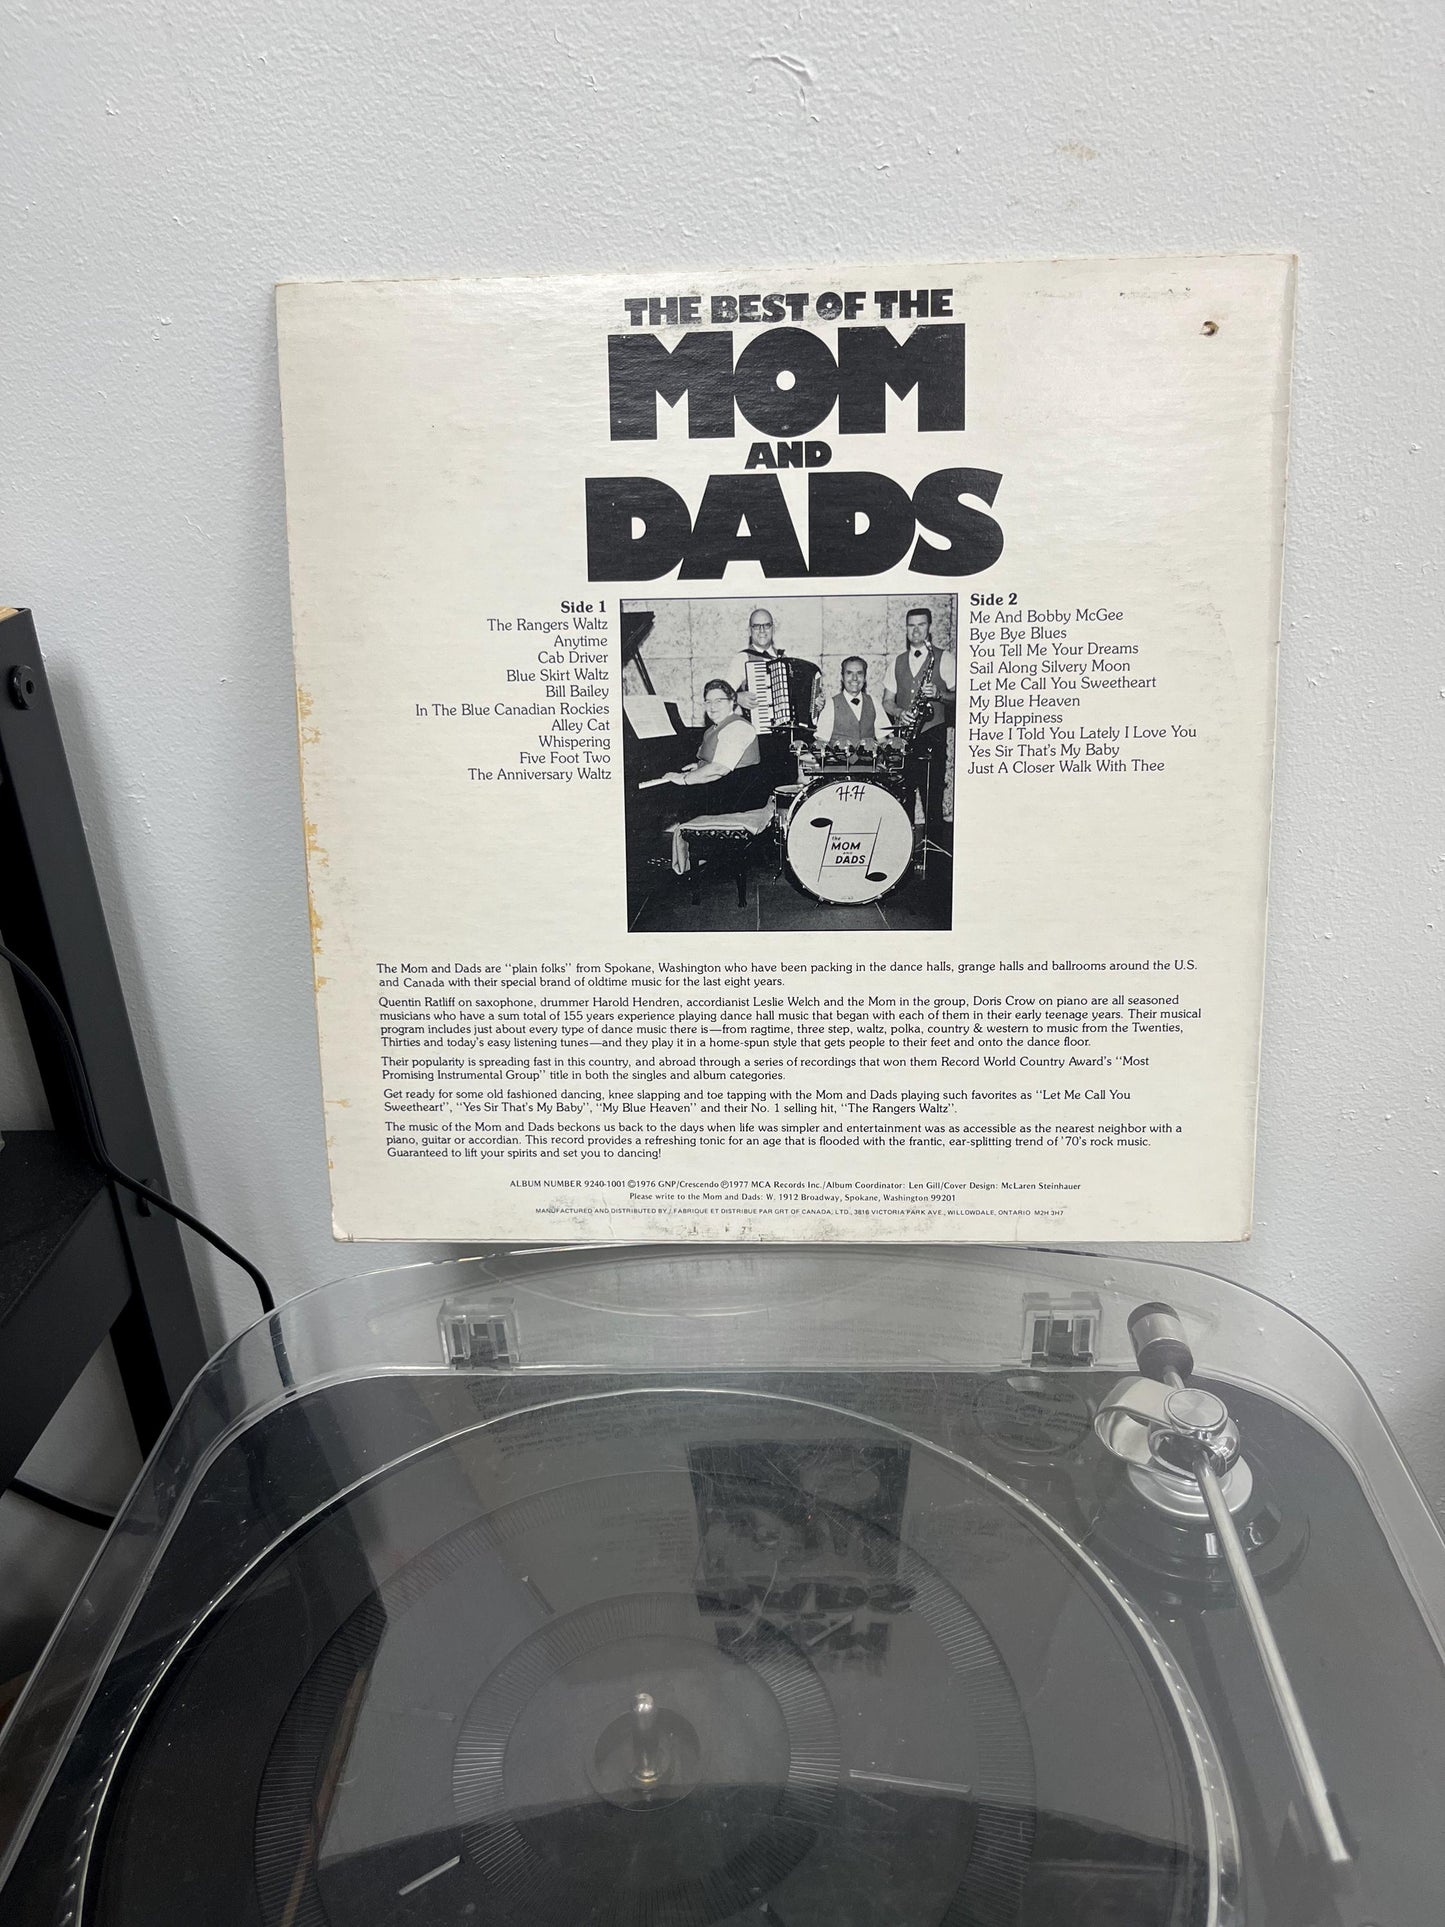 THE BEST OF THE
MOM
AND
DADS
Side 1
The Rangers Waltz
Anytime
Cab Driver
Blue Skirt Waltz
Bill Bailey
In The Blue Canadian Rockies
Alley Cat
Whispering
Five Foot Two
The Anniversary Waltz
Side 2
Me And Bobby McGee
Bye Bye Blues
You Tell Me Your Dreams
Sail Along Silvery Moon
Let Me Call You Sweetheart
My Blue Heaven
My Happiness
Have I Told You Lately I Love You
Yes Sir That's My Baby
Just A Closer Walk With Thee
H·H
the
MOM
and
DADS
The Mom and Dads are "plain folks" from Spokane, Washington who have been packing in the dance halls, grange halls and ballrooms around the U.S.
and Canada with their special brand of oldtime music for the last eight years.
Quentin Ratliff on saxophone, drummer Harold Hendren, accordianist Leslie Welch and the Mom in the group, Doris Crow on piano are all seasoned
musicians who have a sum total of 155 years experience playing dance hall music that began with each of them in their early teenage years. Their musical
program includes just about every type of dance music there is—from ragtime, three step, waltz, polka, country & western to music from the Twenties,
Thirties and today's easy listening tunes—and they play it in a home-spun style that gets people to their feet and onto the dance floor.
Their popularity is spreading fast in this country, and abroad through a series of recordings that won them Record World Country Award's "Most
Promising Instrumental Group" title in both the singles and album categories.
Get ready for some old fashioned dancing, knee slapping and toe tapping with the Mom and Dads playing such favorites as "Let Me Call You
Sweetheart", "Yes Sir That's My Baby", "My Blue Heaven" and their No. 1 selling hit, "The Rangers Waltz".
The music of the Mom and Dads beckons us back to the days when life was simpler and entertainment was as accessible as the nearest neighbor with a
piano, guitar or accordian. This record provides a refreshing tonic for an age that is flooded with the frantic, ear-splitting trend of '70's rock music.
Guaranteed to lift your spirits and set you to dancing!
ALBUM NUMBER 9240-1001 ©1976 GNP/Crescendo ℗1977 MCA Records Inc./Album Coordinator: Len Gill/Cover Design: McLaren Steinhauer
Please write to the Mom and Dads: W. 1912 Broadway, Spokane, Washington 99201
MANUFACTURED AND DISTRIBUTED BY / FABRIQUE ET DISTRIBUE PAR GRT OF CANADA, LTD., 3816 VICTORIA PARK AVE., WILLOWDALE, ONTARIO M2H 3H7